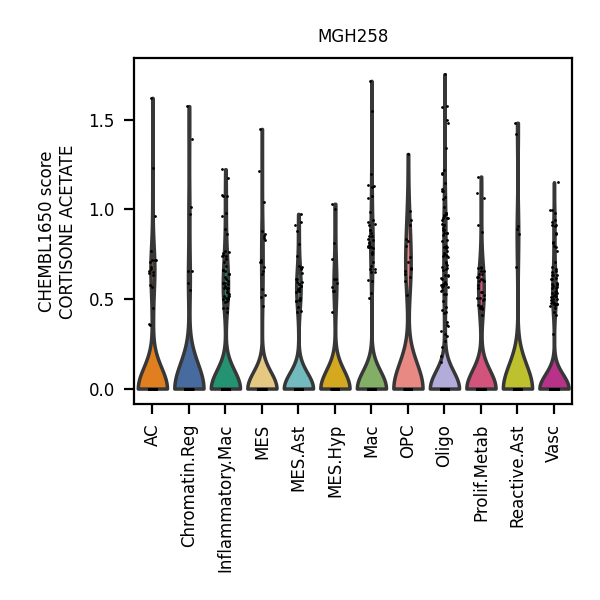 MGH258
CHEMBL1650 score
CORTISONE ACETATE
1.5
1.0
0.5
0.0
AC
Chromatin.Reg
Inflammatory.Mac
MES
MES.Ast
MES.Hyp
Mac
OPC
Oligo
Prolif.Metab
Reactive.Ast
Vasc